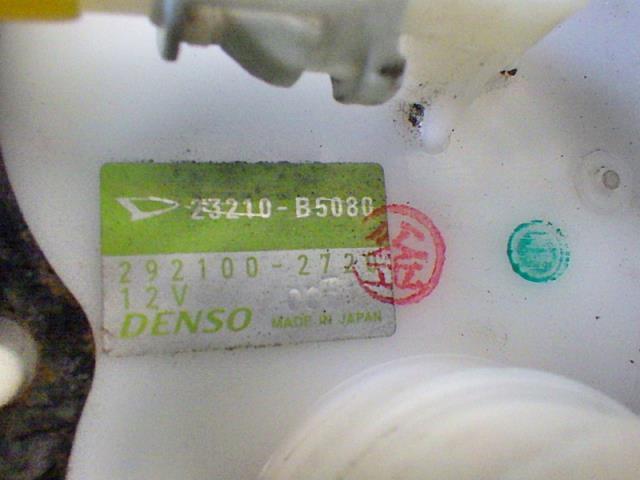 23210-B5080
292100-272
12V
DENSO MADE IN JAPAN